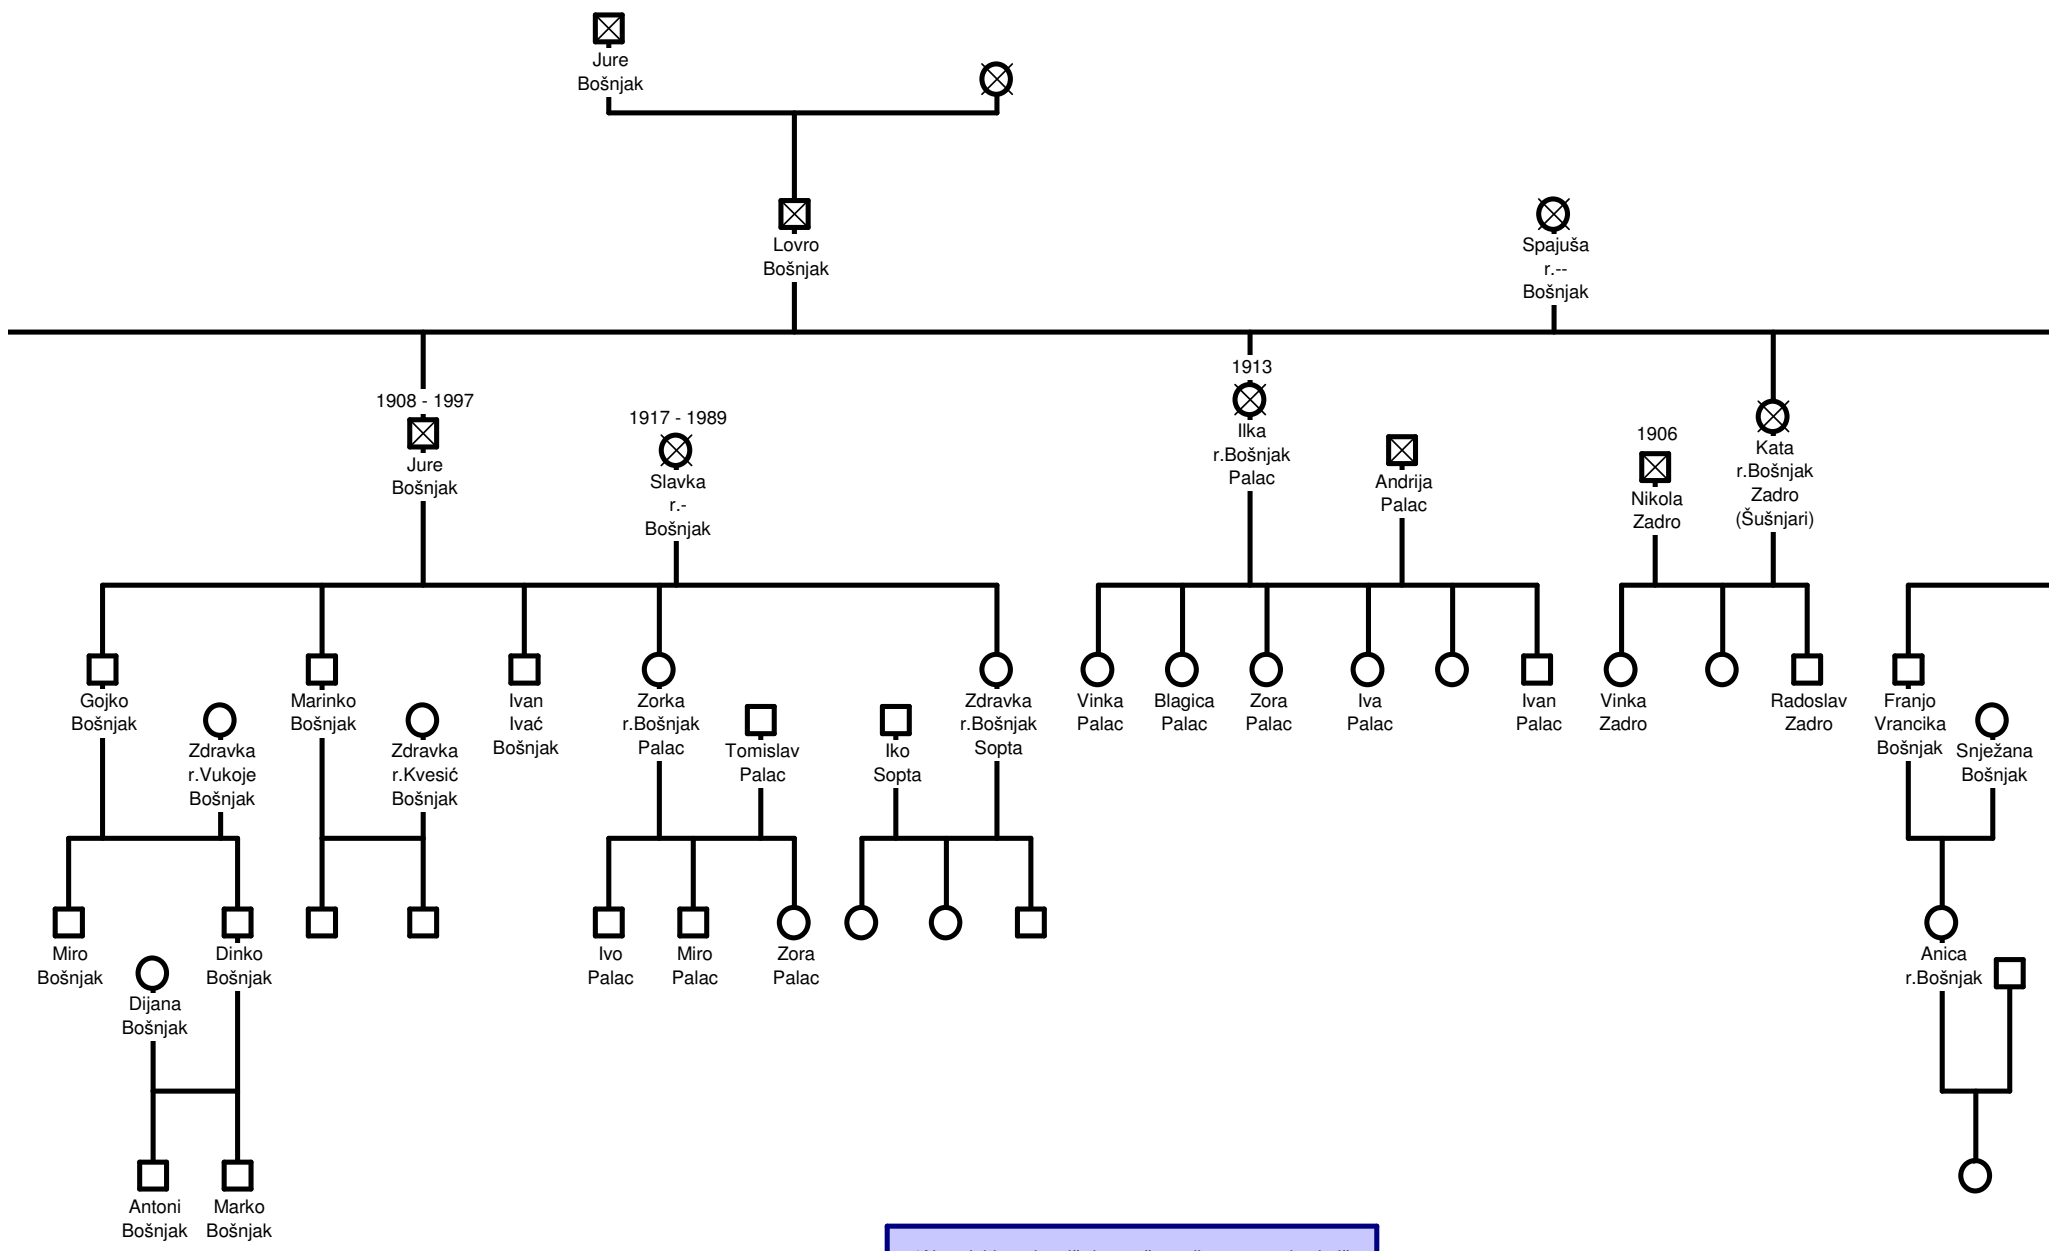 Jure
Bošnjak
Lovro
Bošnjak
Spajuša
r.--
Bošnjak
1908 - 1997
Jure
Bošnjak
1917 - 1989
Slavka
r.-
Bošnjak
1913
Ilka
r.Bošnjak
Palac
Andrija
Palac
1906
Nikola
Zadro
Kata
r.Bošnjak
Zadro
(Šušnjari)
Gojko
Bošnjak
Zdravka
r.Vukoje
Bošnjak
Marinko
Bošnjak
Zdravka
r.Kvesić
Bošnjak
Ivan
Ivać
Bošnjak
Zorka
r.Bošnjak
Palac
Tomislav
Palac
Iko
Sopta
Zdravka
r.Bošnjak
Sopta
Vinka
Palac
Blagica
Palac
Zora
Palac
Iva
Palac
Ivan
Palac
Vinka
Zadro
Radoslav
Zadro
Franjo
Vrancika
Bošnjak
Snježana
Bošnjak
Miro
Bošnjak
Dijana
Bošnjak
Dinko
Bošnjak
Ivo
Palac
Miro
Palac
Zora
Palac
Anica
r.Bošnjak
Antoni
Bošnjak
Marko
Bošnjak